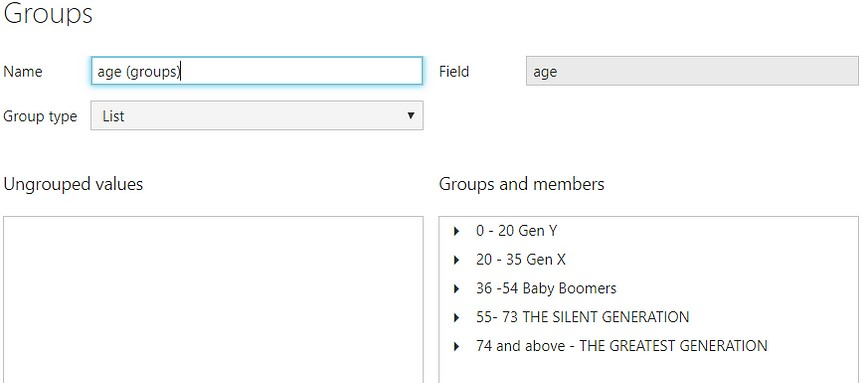 Groups
Name age (groups) Field age
Group type List
Ungrouped values Groups and members
0 - 20 Gen Y
20 - 35 Gen X
36 -54 Baby Boomers
55- 73 THE SILENT GENERATION
74 and above - THE GREATEST GENERATION